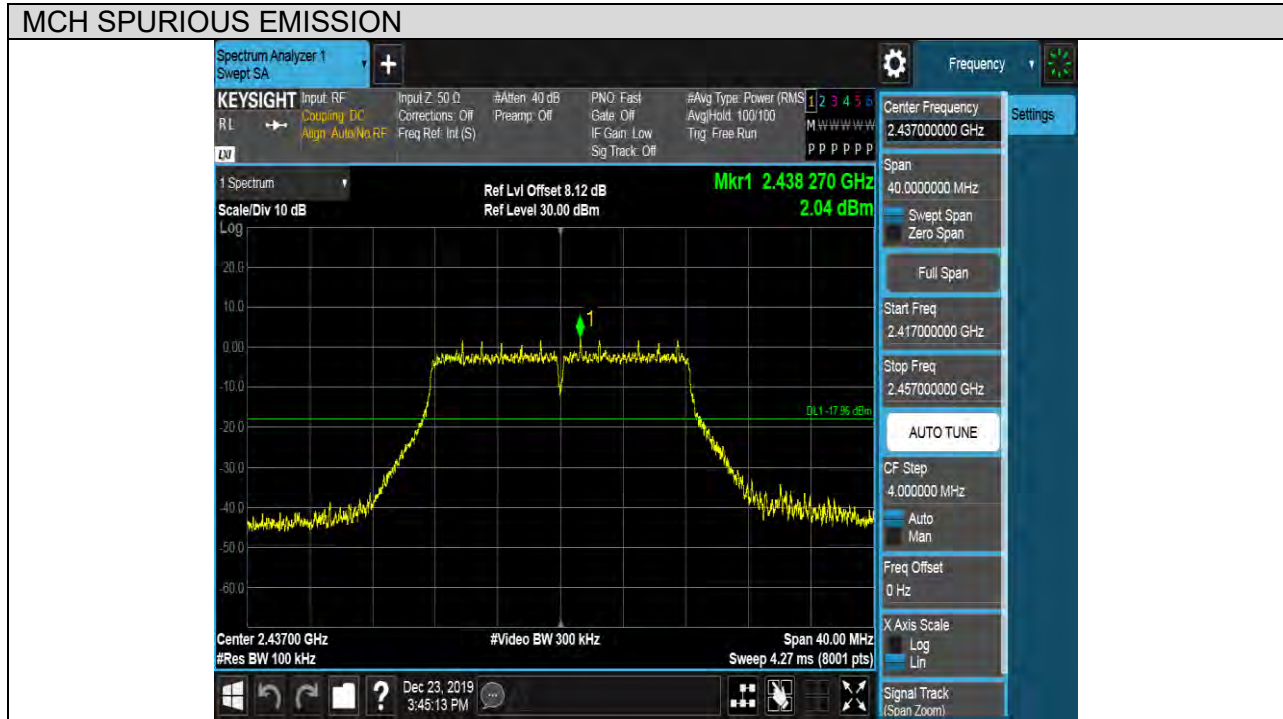 MCH SPURIOUS EMISSION
Spectrum Analyzer 1
Swept SA
+
Frequency
KEYSIGHT
RL
LXI
Input: RF
Coupling: DC
Align: Auto/No RF
Input Z: 50 Ω
Corrections: Off
Freq Ref: Int (S)
#Atten: 40 dB
Preamp: Off
PNO: Fast
Gate: Off
IF Gain: Low
Sig Track: Off
#Avg Type: Power (RMS
Avg|Hold: 100/100
Trig: Free Run
1 2 3 4 5 6
M W W W W W
P P P P P P
1 Spectrum
Scale/Div 10 dB
Ref Lvl Offset 8.12 dB
Ref Level 30.00 dBm
Mkr1 2.438 270 GHz
2.04 dBm
Log
20.0
10.0
0.00
-10.0
-20.0
-30.0
-40.0
-50.0
-60.0
1
DL1 -17.96 dBm
Center 2.43700 GHz
#Res BW 100 kHz
#Video BW 300 kHz
Span 40.00 MHz
Sweep 4.27 ms (8001 pts)
Center Frequency
2.437000000 GHz
Settings
Span
40.0000000 MHz
Swept Span
Zero Span
Full Span
Start Freq
2.417000000 GHz
Stop Freq
2.457000000 GHz
AUTO TUNE
CF Step
4.000000 MHz
Auto
Man
Freq Offset
0 Hz
X Axis Scale
Log
Lin
Signal Track
(Span Zoom)
?
Dec 23, 2019
3:45:13 PM